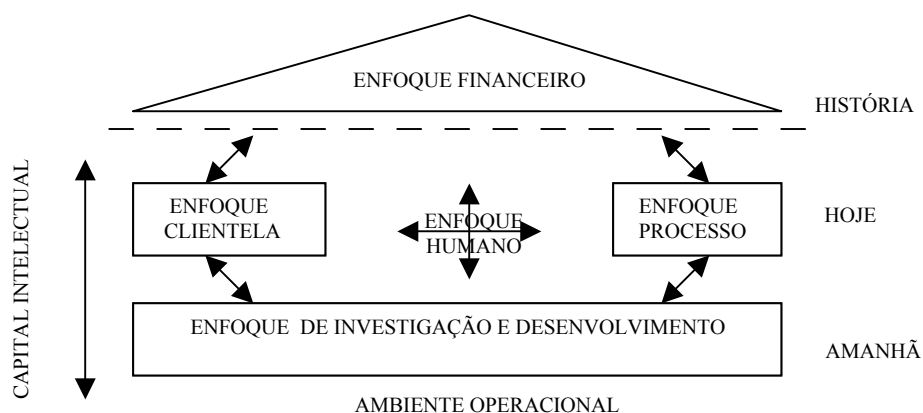 ENFOQUE FINANCEIRO
HISTÓRIA
CAPITAL INTELECTUAL
ENFOQUE
CLIENTELA
ENFOQUE
HUMANO
ENFOQUE
PROCESSO
HOJE
ENFOQUE DE INVESTIGAÇÃO E DESENVOLVIMENTO
AMANHÃ
AMBIENTE OPERACIONAL